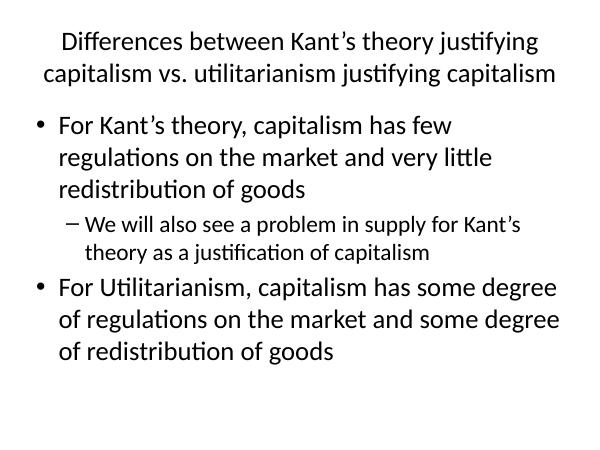 Differences between Kant’s theory justifying
capitalism vs. utilitarianism justifying capitalism
• For Kant’s theory, capitalism has few
regulations on the market and very little
redistribution of goods
– We will also see a problem in supply for Kant’s
theory as a justification of capitalism
• For Utilitarianism, capitalism has some degree
of regulations on the market and some degree
of redistribution of goods